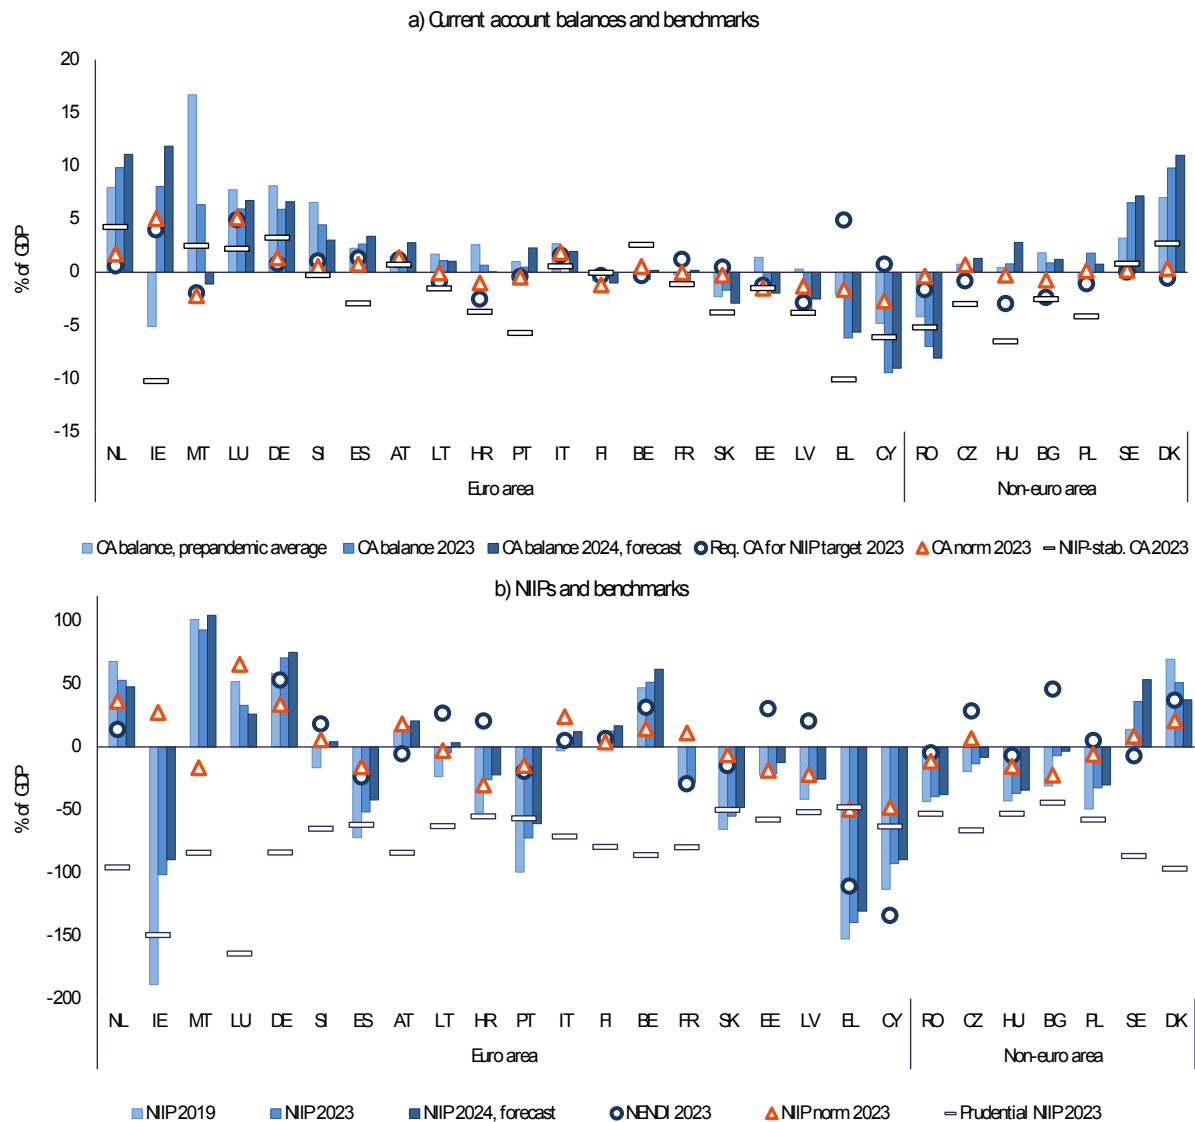 a) Current account balances and benchmarks
20
15
10
5
0
-5
-10
-15
% of GDP
NL IE MT LU DE SI ES AT LT HR PT IT FI BE FR SK EE LV EL CY RO CZ HU BG PL SE DK
Euro area Non-euro area
CA balance, prepandemic average CA balance 2023 CA balance 2024, forecast Req. CA for NIIP target 2023 CA norm 2023 NIIP-stab. CA 2023
b) NIIPs and benchmarks
100
50
0
-50
-100
-150
-200
% of GDP
NL IE MT LU DE SI ES AT LT HR PT IT FI BE FR SK EE LV EL CY RO CZ HU BG PL SE DK
Euro area Non-euro area
NIIP 2019 NIIP 2023 NIIP 2024, forecast NENDI 2023 NIIP norm 2023 Prudential NIIP 2023